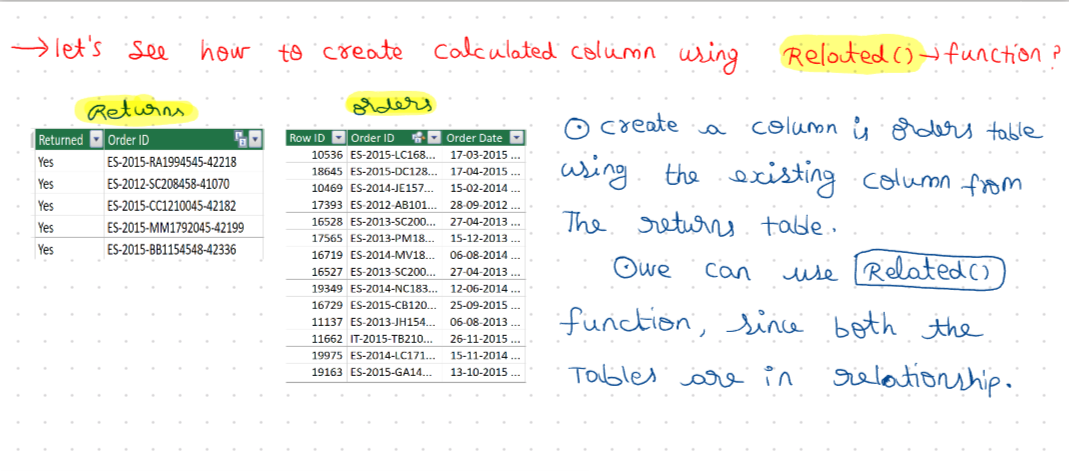 → let's see how to create calculated column using Related() → function?
Returns
Returned Order ID
Yes ES-2015-RA1994545-42218
Yes ES-2012-SC208458-41070
Yes ES-2015-CC1210045-42182
Yes ES-2015-MM1792045-42199
Yes ES-2015-BB1154548-42336
orders
Row ID Order ID Order Date
10536 ES-2015-LC168... 17-03-2015 ...
18645 ES-2015-DC128... 17-04-2015 ...
10469 ES-2014-JE157... 15-02-2014 ...
17393 ES-2012-AB101... 28-09-2012 ...
16528 ES-2013-SC200... 27-04-2013 ...
17565 ES-2013-PM18... 15-12-2013 ...
16719 ES-2014-MV18... 06-08-2014 ...
16527 ES-2013-SC200... 27-04-2013 ...
19349 ES-2014-NC183... 12-06-2014 ...
16729 ES-2015-CB120... 25-09-2015 ...
11137 ES-2013-JH154... 06-08-2013 ...
11662 IT-2015-TB210... 26-11-2015 ...
19975 ES-2014-LC171... 15-11-2014 ...
19163 ES-2015-GA14... 13-10-2015 ...
⊙ create a column is orders table
using the existing column from
The returns table.
⊙ we can use Related()
function, since both the
Tables are in relationship.